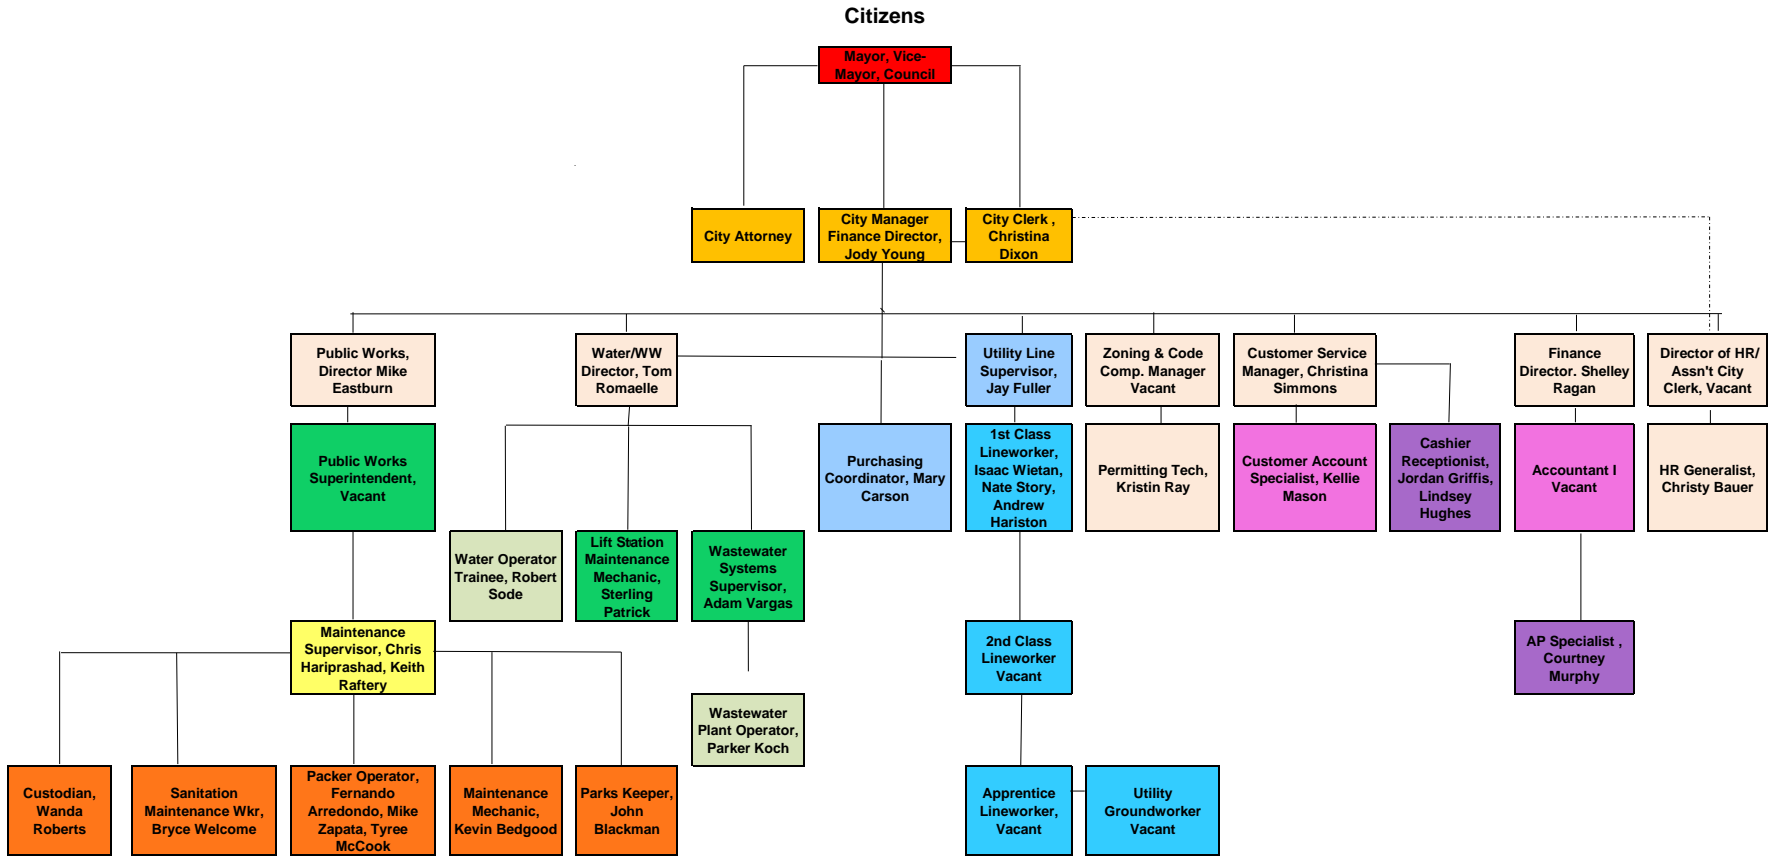 Citizens
Mayor, Vice-
Mayor, Council
City Attorney
City Manager
Finance Director,
Jody Young
City Clerk ,
Christina
Dixon
Public Works,
Director Mike
Eastburn
Water/WW
Director, Tom
Romaelle
Utility Line
Supervisor,
Jay Fuller
Zoning & Code
Comp. Manager
Vacant
Customer Service
Manager, Christina
Simmons
Finance
Director. Shelley
Ragan
Director of HR/
Assn't City
Clerk, Vacant
Public Works
Superintendent,
Vacant
Purchasing
Coordinator, Mary
Carson
1st Class
Lineworker,
Isaac Wietan,
Nate Story,
Andrew
Hariston
Permitting Tech,
Kristin Ray
Customer Account
Specialist, Kellie
Mason
Cashier
Receptionist,
Jordan Griffis,
Lindsey
Hughes
Accountant I
Vacant
HR Generalist,
Christy Bauer
Water Operator
Trainee, Robert
Sode
Lift Station
Maintenance
Mechanic,
Sterling
Patrick
Wastewater
Systems
Supervisor,
Adam Vargas
Maintenance
Supervisor, Chris
Hariprashad, Keith
Raftery
2nd Class
Lineworker
Vacant
AP Specialist ,
Courtney
Murphy
Wastewater
Plant Operator,
Parker Koch
Custodian,
Wanda
Roberts
Sanitation
Maintenance Wkr,
Bryce Welcome
Packer Operator,
Fernando
Arredondo, Mike
Zapata, Tyree
McCook
Maintenance
Mechanic,
Kevin Bedgood
Parks Keeper,
John
Blackman
Apprentice
Lineworker,
Vacant
Utility
Groundworker
Vacant